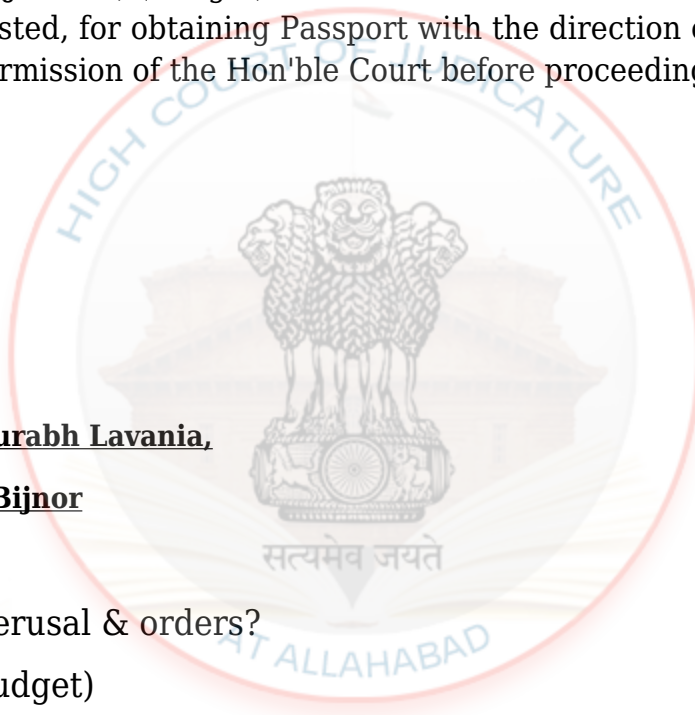 sted, for obtaining Passport with the direction
rmission of the Hon'ble Court before proceeding
HIGH COURT OF JUDICATURE
urabh Lavania,
Bijnor
सत्यमेव जयते
erusal & orders?
AT ALLAHABAD
udget)